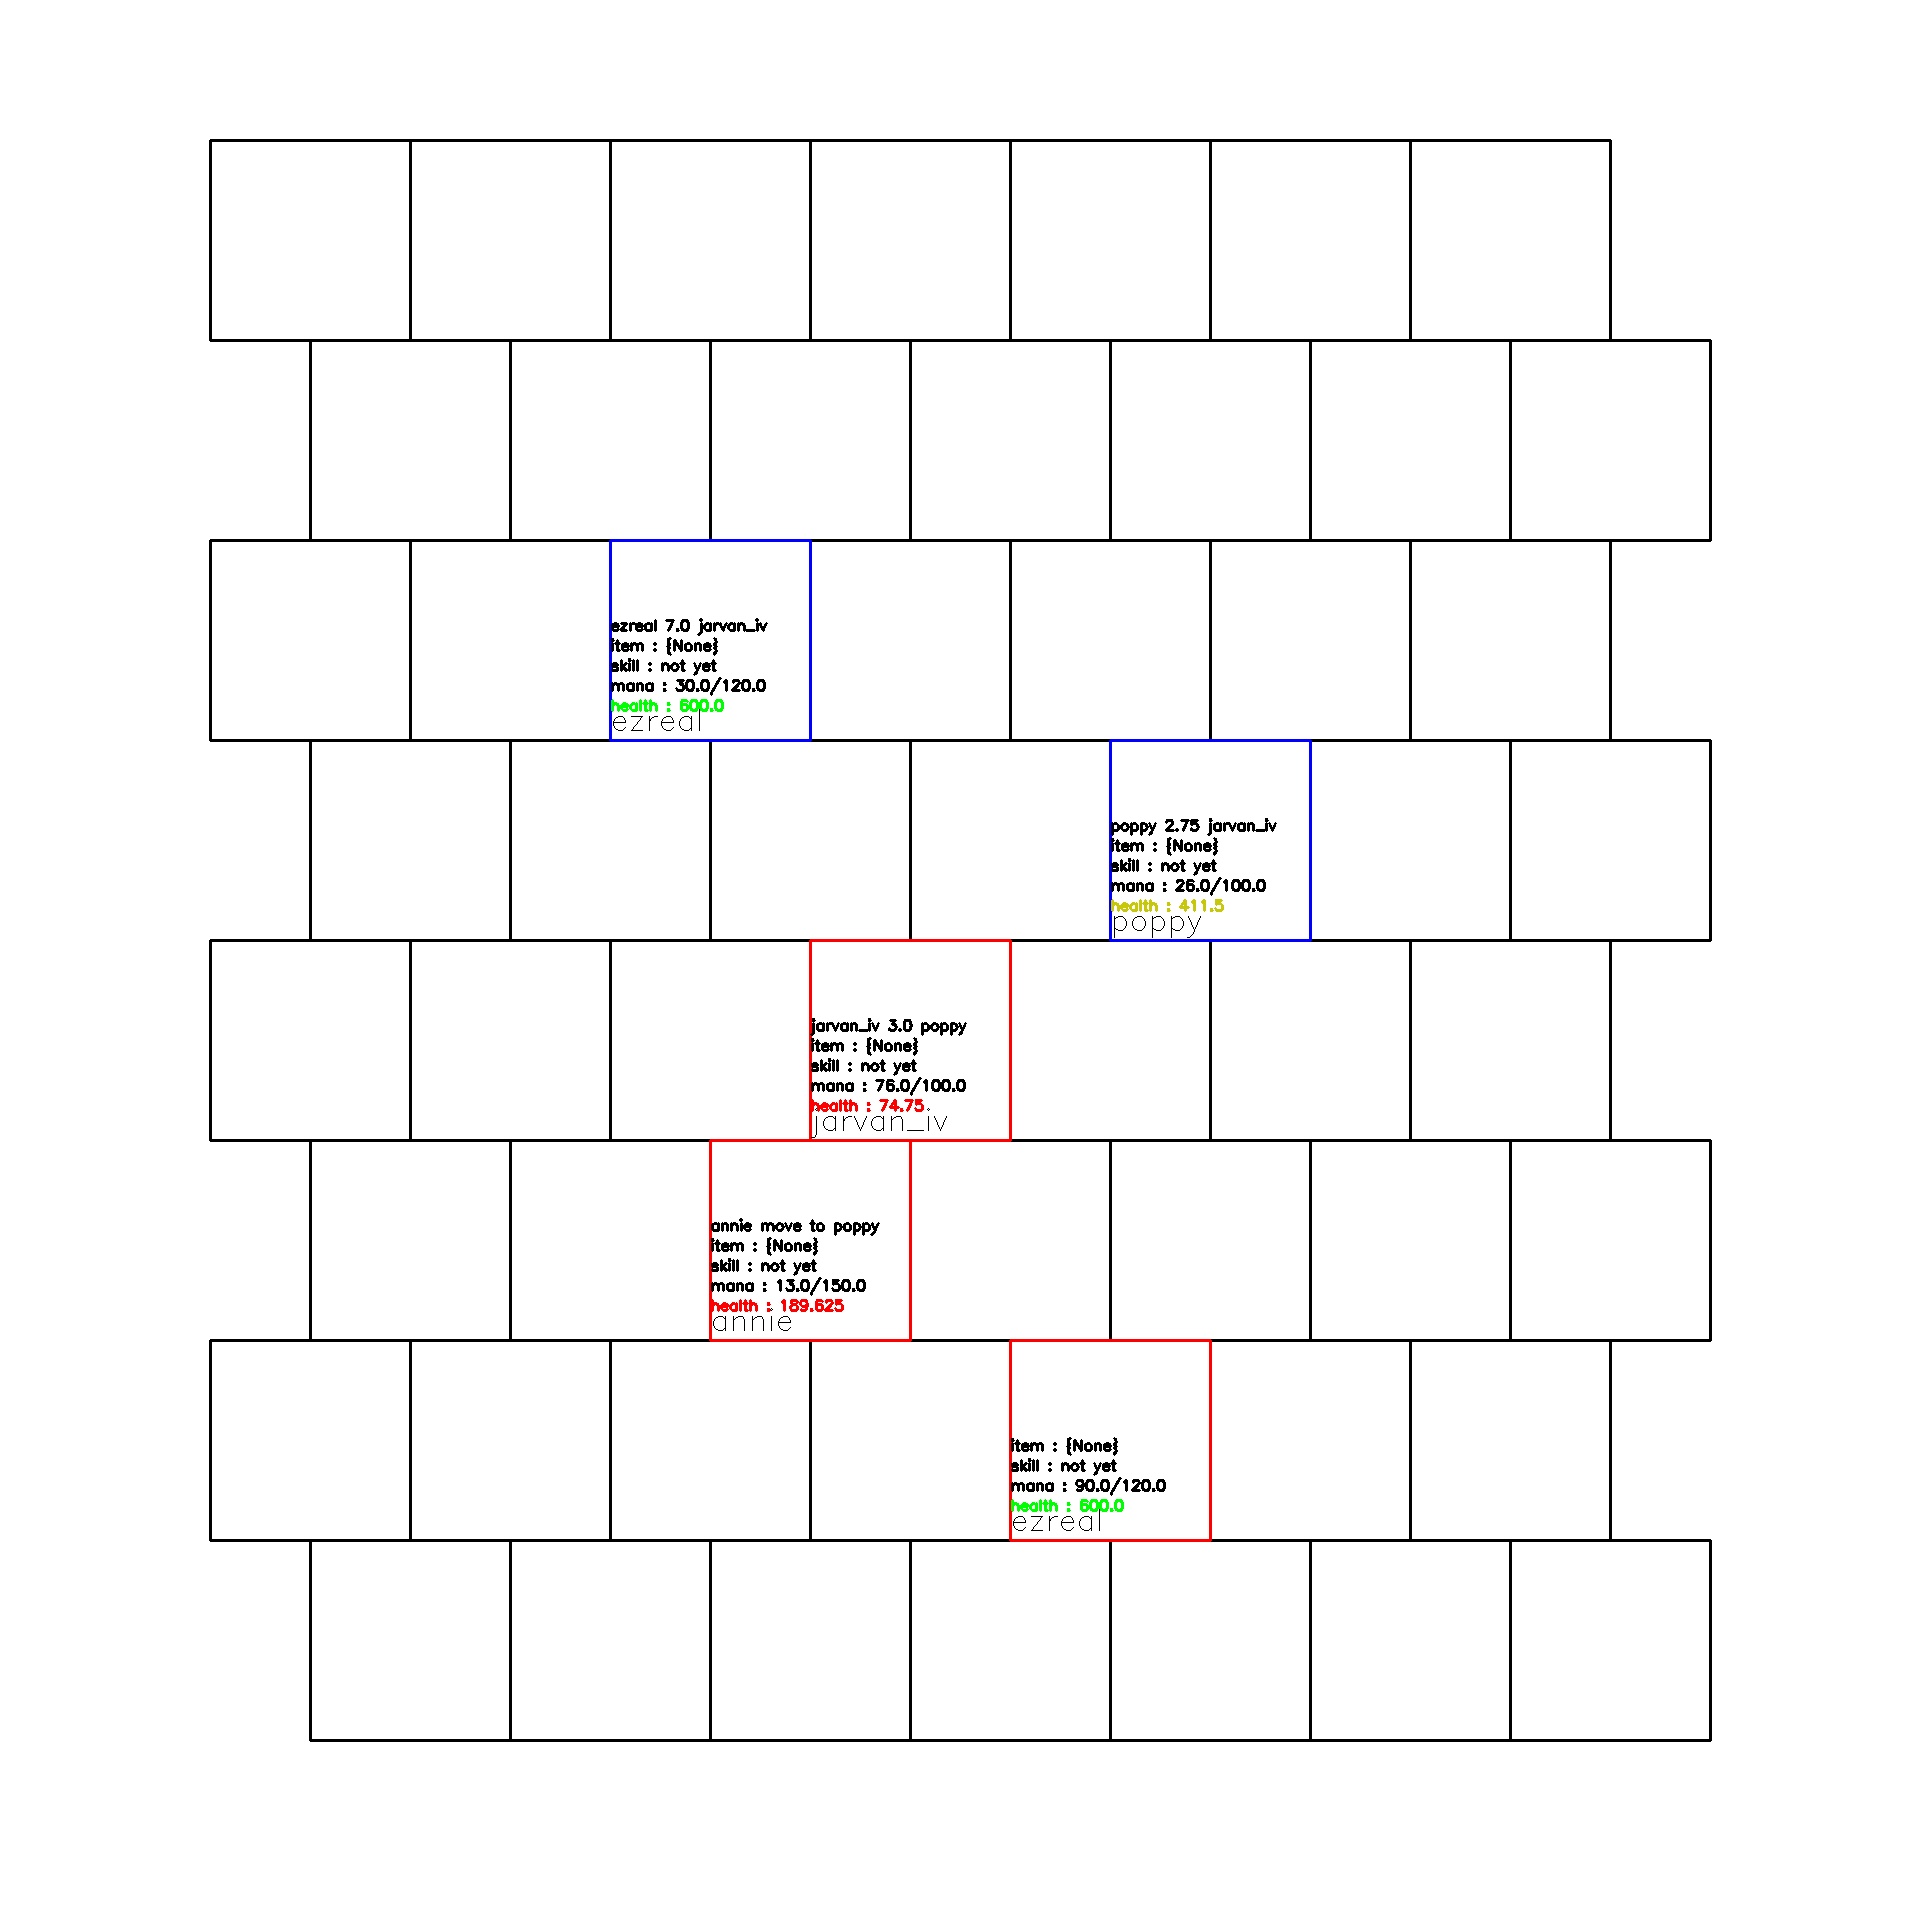 ezreal 7.0 jarvan_iv
item : {None}
skill : not yet
mana : 30.0/120.0
health : 600.0
ezreal
poppy 2.75 jarvan_iv
item : {None}
skill : not yet
mana : 26.0/100.0
health : 411.5
poppy
jarvan_iv 3.0 poppy
item : {None}
skill : not yet
mana : 76.0/100.0
health : 74.75
jarvan_iv
annie move to poppy
item : {None}
skill : not yet
mana : 13.0/150.0
health : 189.625
annie
item : {None}
skill : not yet
mana : 90.0/120.0
health : 600.0
ezreal